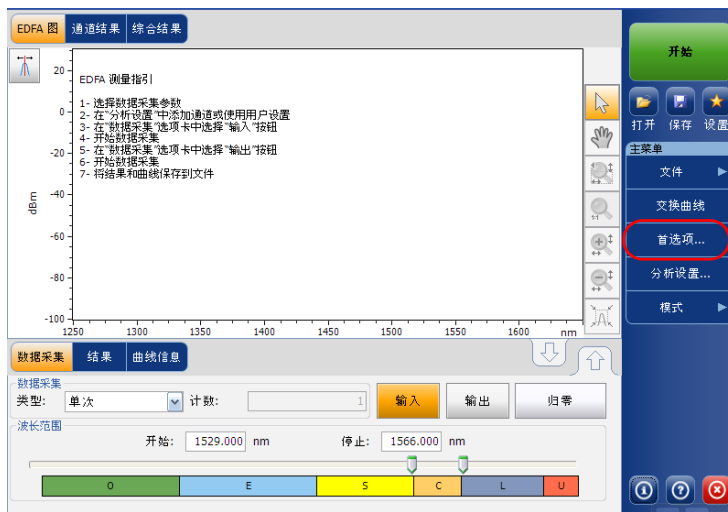 EDFA 图 通道结果 综合结果
EDFA 测量指引
1- 选择数据采集参数
2- 在"分析设置"中添加通道或使用用户设置
3- 在"数据采集"选项卡中选择"输入"按钮
4- 开始数据采集
5- 在"数据采集"选项卡中选择"输出"按钮
6- 开始数据采集
7- 将结果和曲线保存到文件
20
0
-20
-40
-60
-80
-100
dBm
1250 1300 1350 1400 1450 1500 1550 1600 nm
1:1
数据采集 结果 曲线信息
数据采集
类型: 单次 计数: 1 输入 输出 归零
波长范围
开始: 1529.000 nm 停止: 1566.000 nm
O E S C L U
开始
打开 保存 设置
主菜单
文件
交换曲线
首选项...
分析设置...
模式